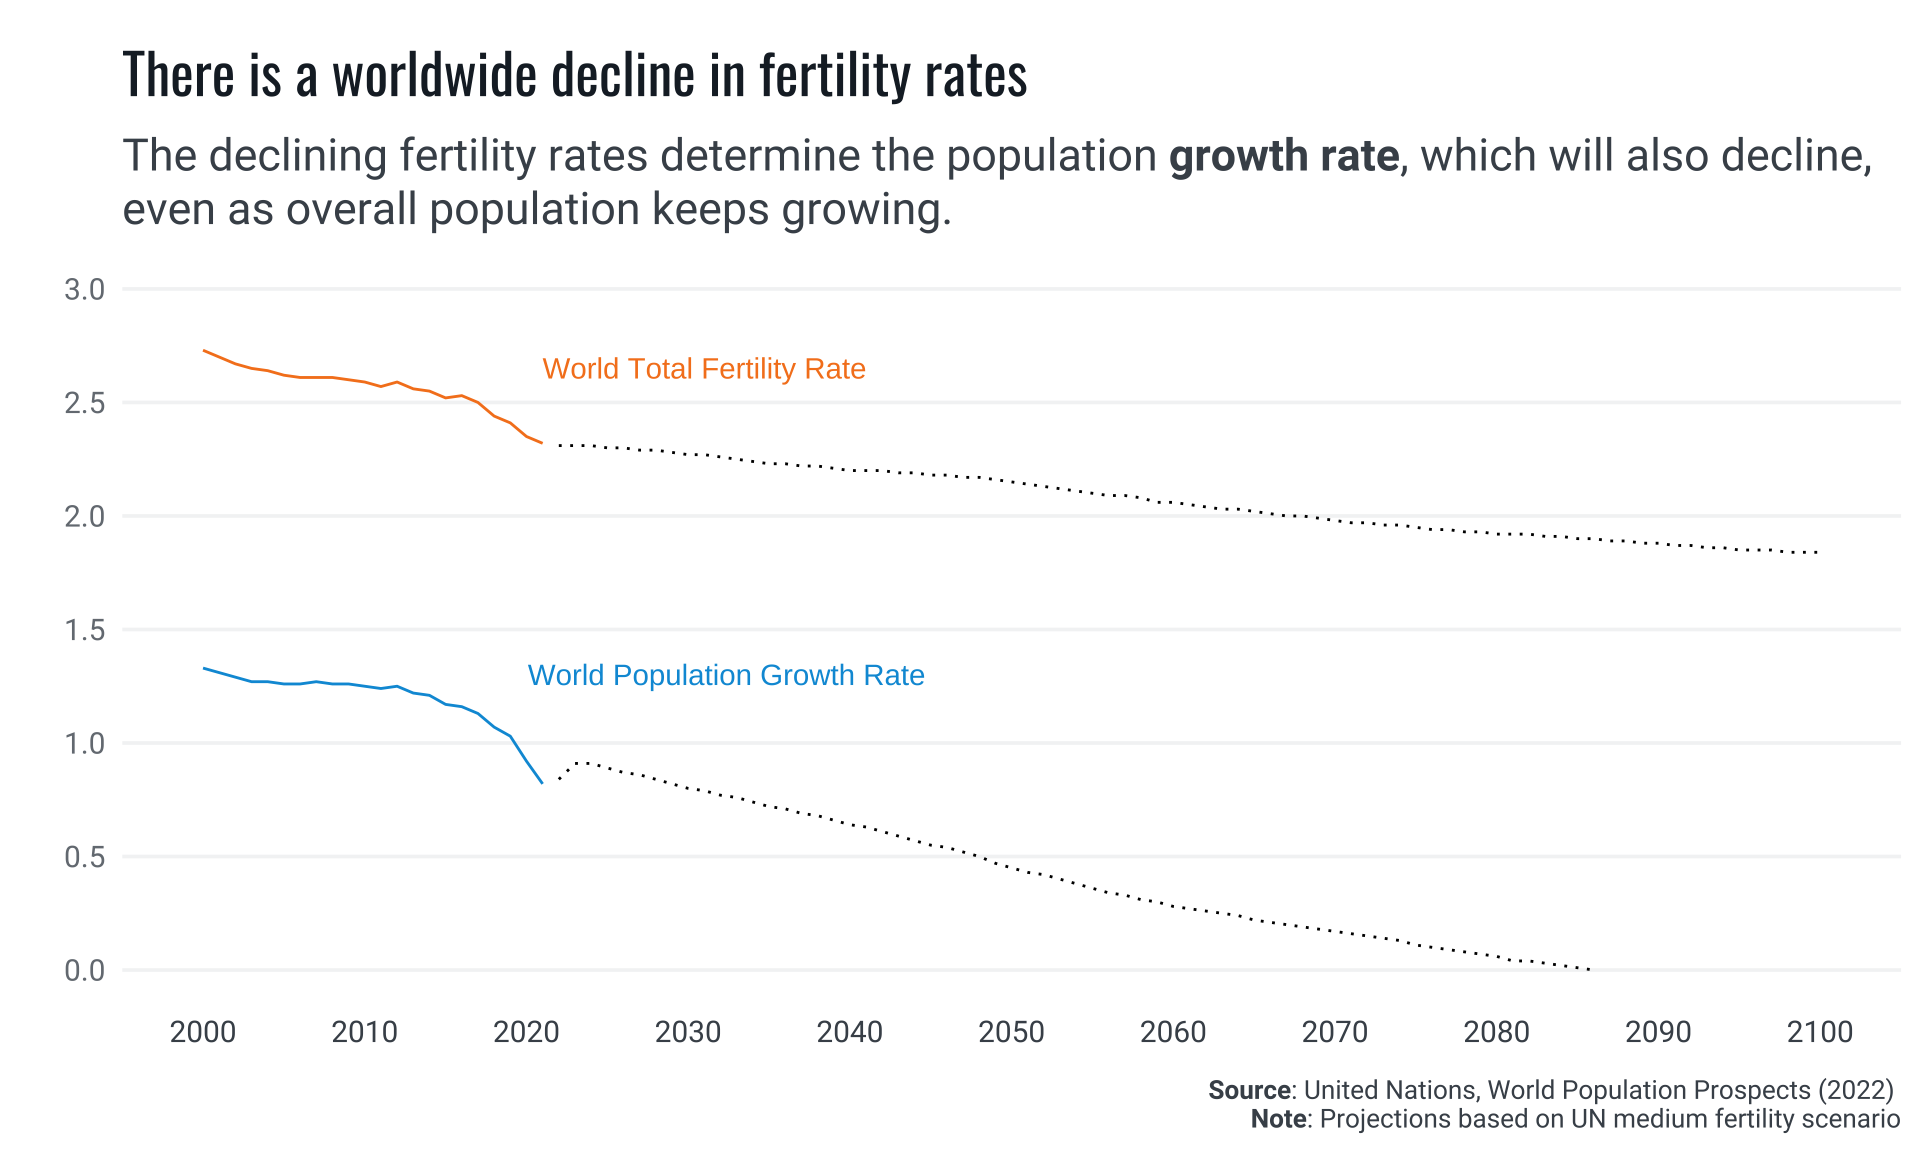 There is a worldwide decline in fertility rates
The declining fertility rates determine the population growth rate, which will also decline,
even as overall population keeps growing.
3.0
World Total Fertility Rate
2.5
2.0
1.5
World Population Growth Rate
1.0
0.5
0.0
2000 2010 2020 2030 2040 2050 2060 2070 2080 2090 2100
Source: United Nations, World Population Prospects (2022)
Note: Projections based on UN medium fertility scenario